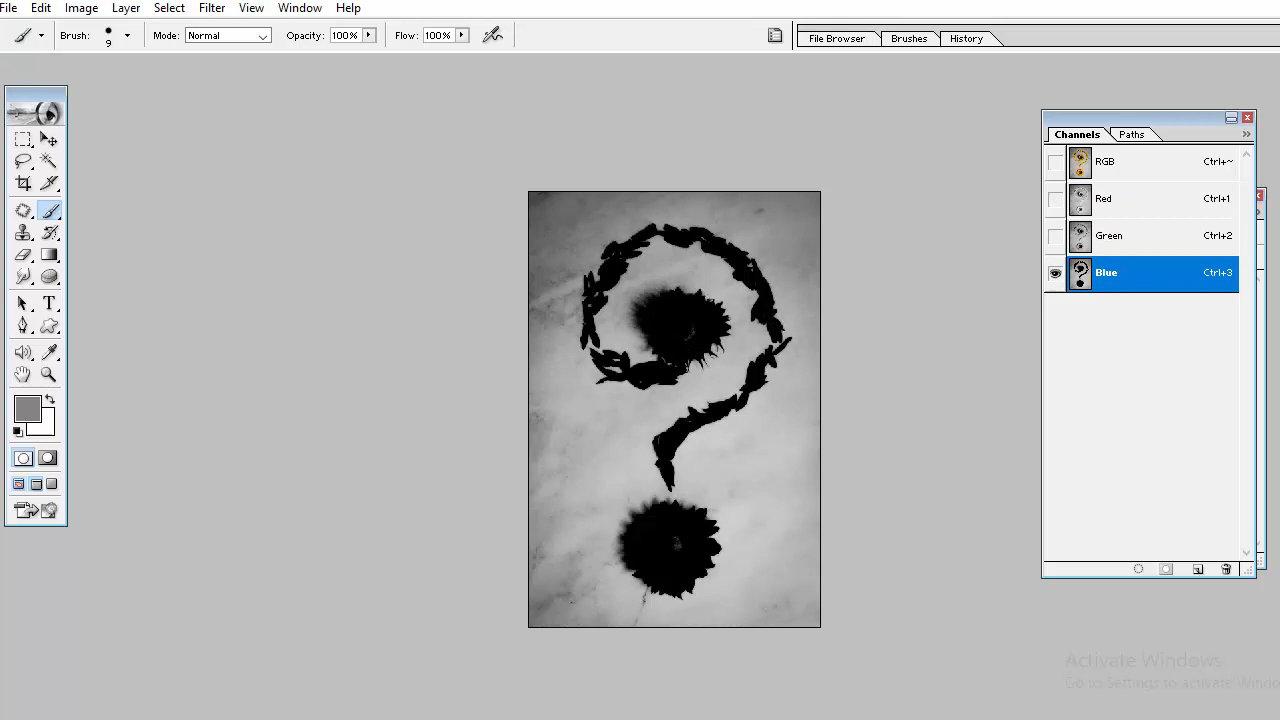 File Edit Image Layer Select Filter View Window Help
Brush: 9 Mode: Normal Opacity: 100% Flow: 100% File Browser Brushes History
Channels Paths
RGB Ctrl+~
Red Ctrl+1
Green Ctrl+2
Blue Ctrl+3
T
Activate Windows
Go to Settings to activate Windo